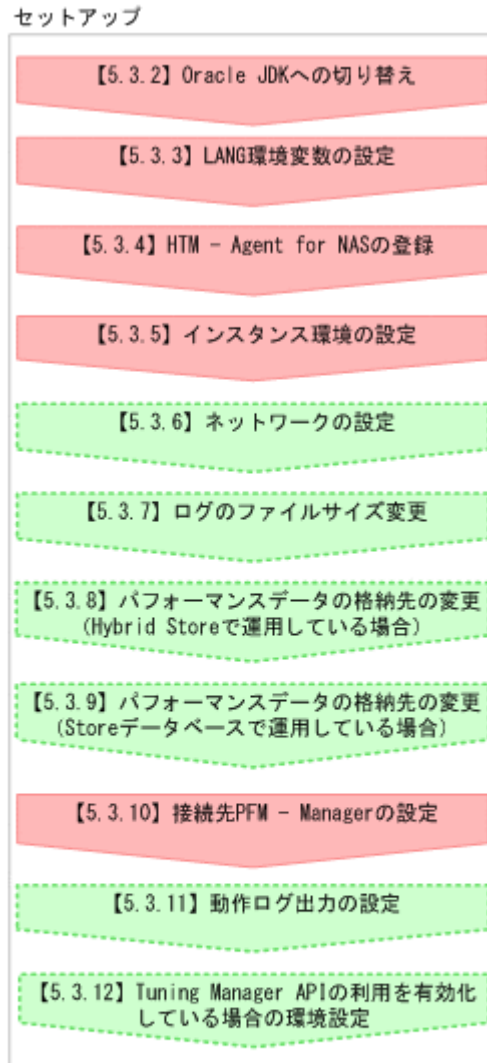 セットアップ
【5.3.2】Oracle JDKへの切り替え
【5.3.3】LANG環境変数の設定
【5.3.4】HTM - Agent for NASの登録
【5.3.5】インスタンス環境の設定
【5.3.6】ネットワークの設定
【5.3.7】ログのファイルサイズ変更
【5.3.8】パフォーマンスデータの格納先の変更
(Hybrid Storeで運用している場合)
【5.3.9】パフォーマンスデータの格納先の変更
(Storeデータベースで運用している場合)
【5.3.10】接続先PFM - Managerの設定
【5.3.11】動作ログ出力の設定
【5.3.12】Tuning Manager APIの利用を有効化
している場合の環境設定